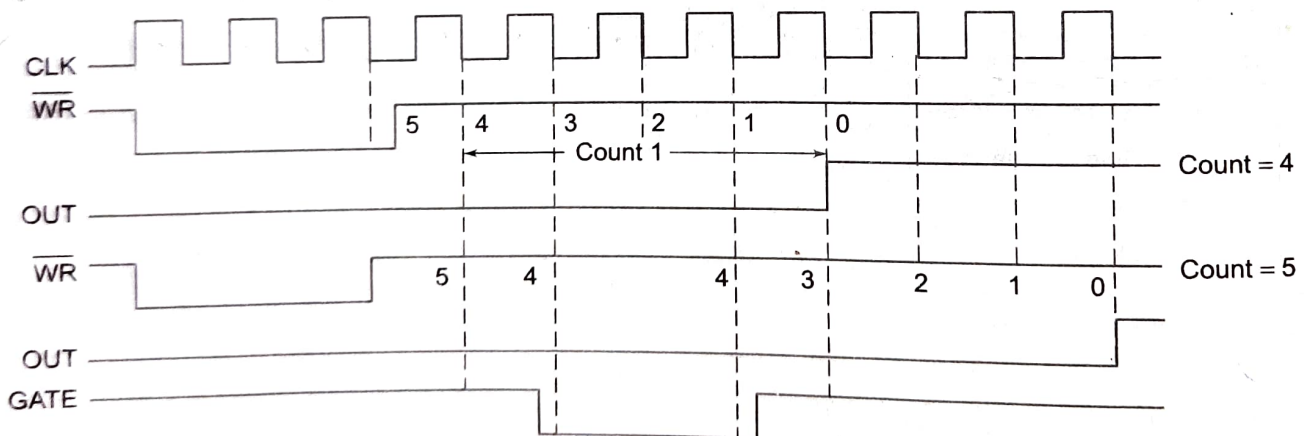 CLK
WR
5 4 3 2 1 0
Count 1
Count = 4
OUT
WR
5 4 4 3 2 1 0
Count = 5
OUT
GATE